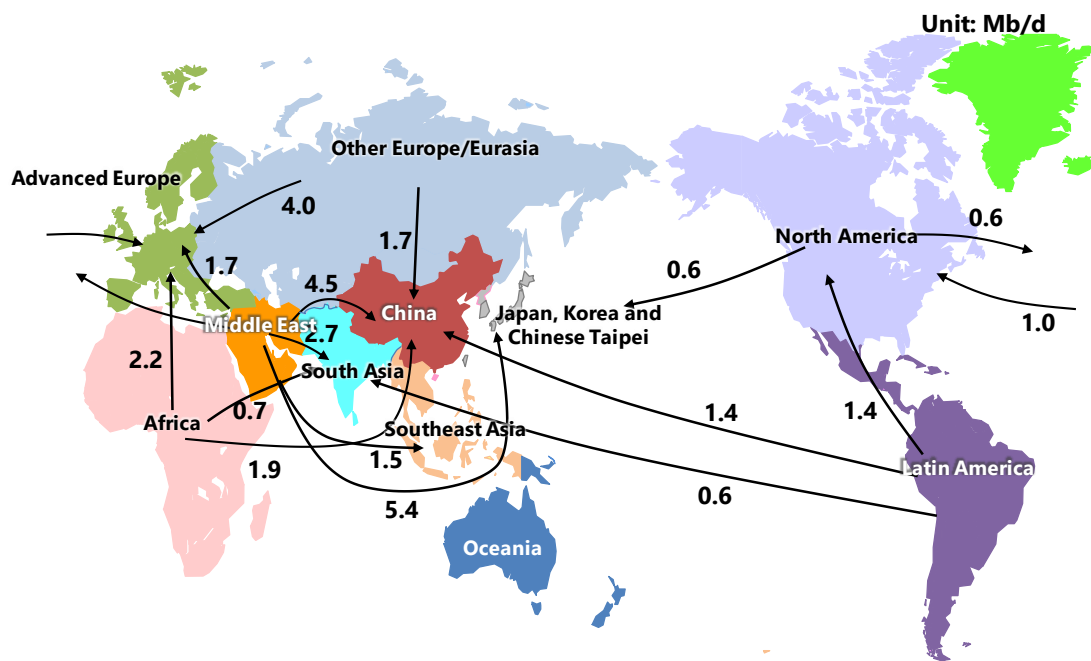 Unit: Mb/d
Other Europe/Eurasia
Advanced Europe
4.0
0.6
1.7
North America
1.7
0.6
4.5
China
Japan, Korea and
Chinese Taipei
Middle East
1.0
2.7
2.2
South Asia
0.7
1.4
1.4
Africa
Southeast Asia
1.5
1.9
Latin America
0.6
5.4
Oceania